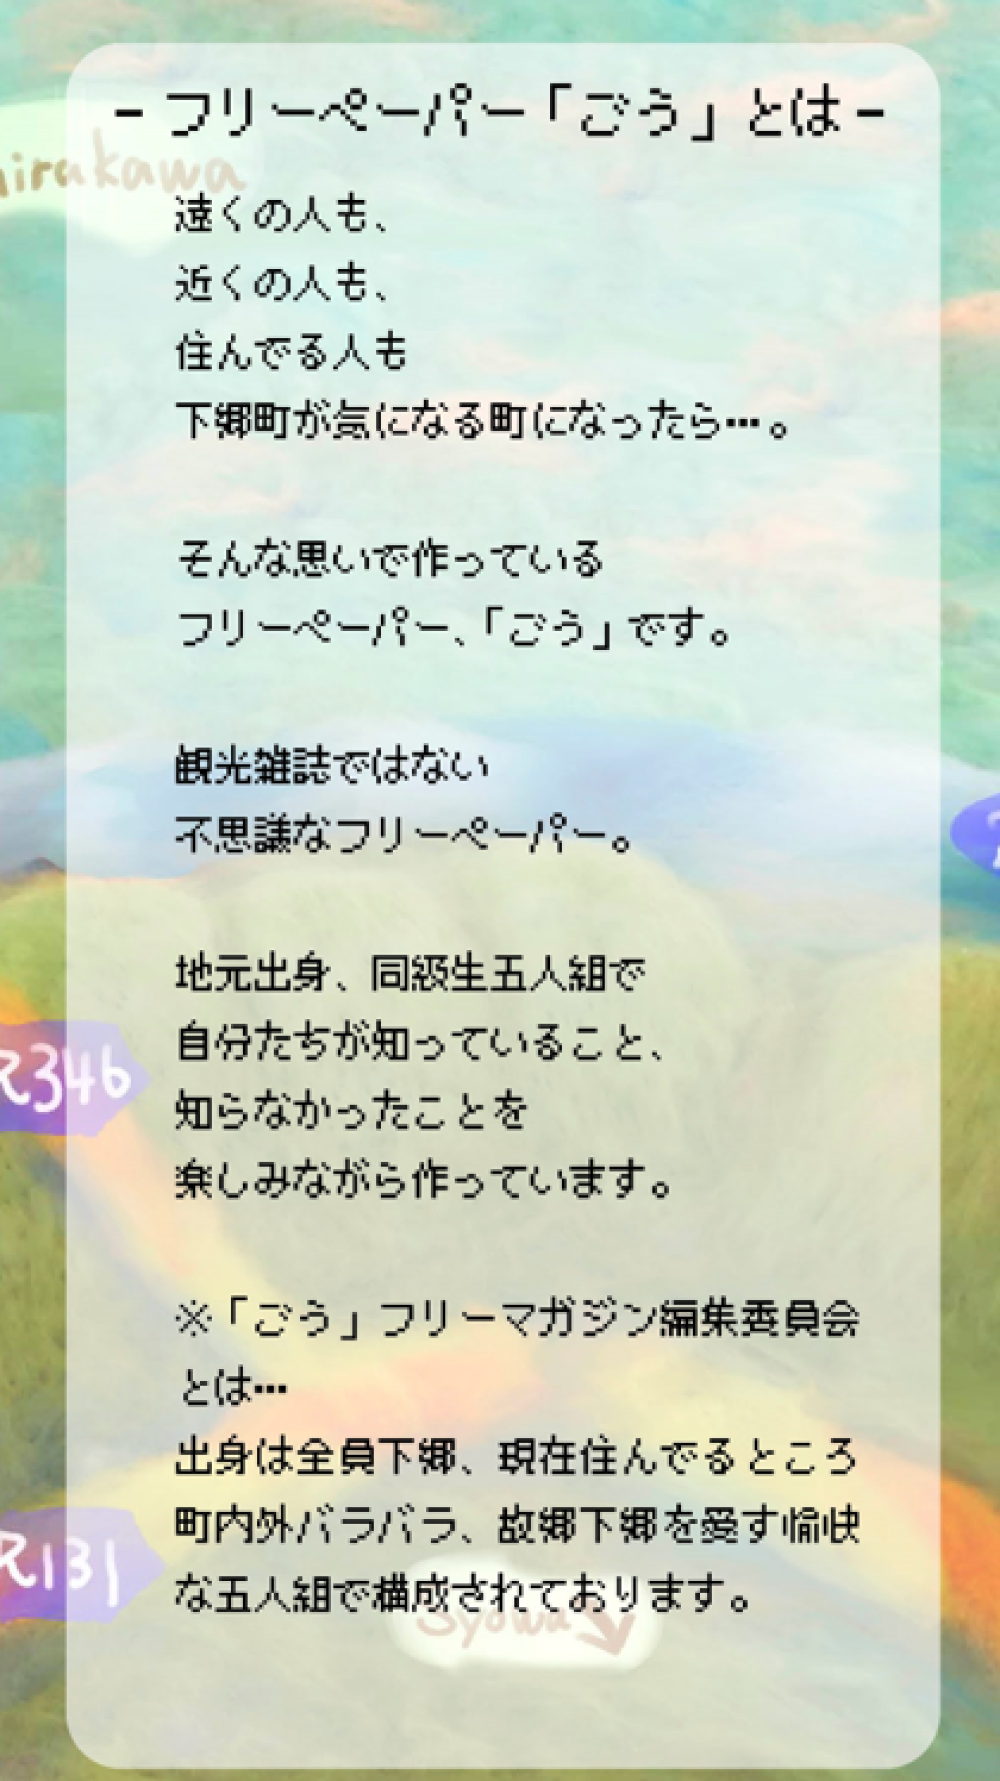 - フリーペーパー「ごう」とは -
遠くの人も、
近くの人も、
住んでる人も
下郷町が気になる町になったら…。
そんな思いで作っている
フリーペーパー、「ごう」です。
観光雑誌ではない
不思議なフリーペーパー。
地元出身、同級生五人組で
自分たちが知っていること、
知らなかったことを
楽しみながら作っています。
※「ごう」フリーマガジン編集委員会
とは…
出身は全員下郷、現在住んでるところ
町内外バラバラ、故郷下郷を愛す愉快
な五人組で構成されております。
hirakawa
R346
R131
syowa